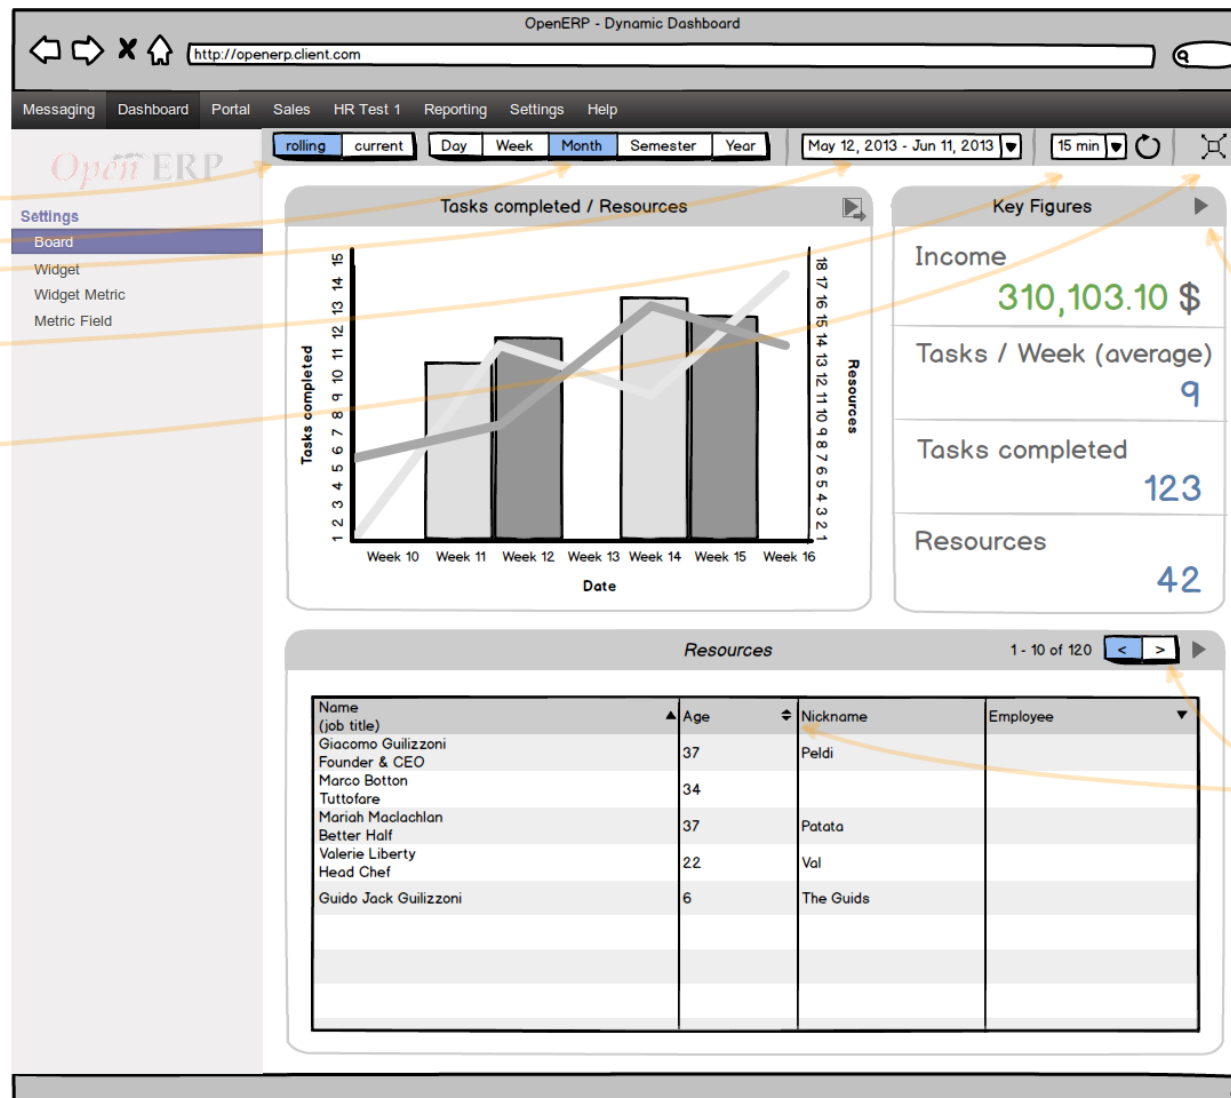 OpenERP - Dynamic Dashboard
http://openerp.client.com
Messaging Dashboard Portal Sales HR Test 1 Reporting Settings Help
Open ERP
rolling current Day Week Month Semester Year May 12, 2013 - Jun 11, 2013 15 min
Settings
Board
Widget
Widget Metric
Metric Field
Tasks completed / Resources
15 14 13 12 11 10 9 8 7 6 5 4 3 2 1
Tasks completed
18 17 16 15 14 13 12 11 10 9 8 7 6 5 4 3 2 1
Resources
Week 10 Week 11 Week 12 Week 13 Week 14 Week 15 Week 16
Date
Key Figures
Income
310,103.10 $
Tasks / Week (average)
9
Tasks completed
123
Resources
42
Resources 1 - 10 of 120 < >
Name
(job title) Age Nickname Employee
Giacomo Guilizzoni
Founder & CEO 37 Peldi
Marco Botton
Tuttofare 34
Mariah Maclachlan
Better Half 37 Patata
Valerie Liberty
Head Chef 22 Val
Guido Jack Guilizzoni 6 The Guids